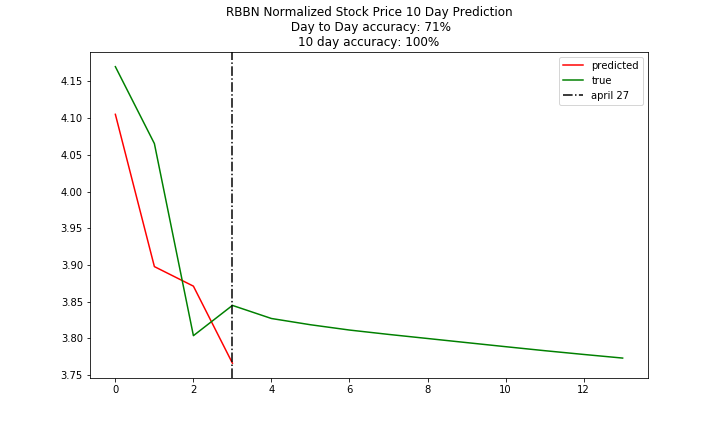 RBBN Normalized Stock Price 10 Day Prediction
Day to Day accuracy: 71%
10 day accuracy: 100%
predicted
true
april 27
4.15
4.10
4.05
4.00
3.95
3.90
3.85
3.80
3.75
0 2 4 6 8 10 12